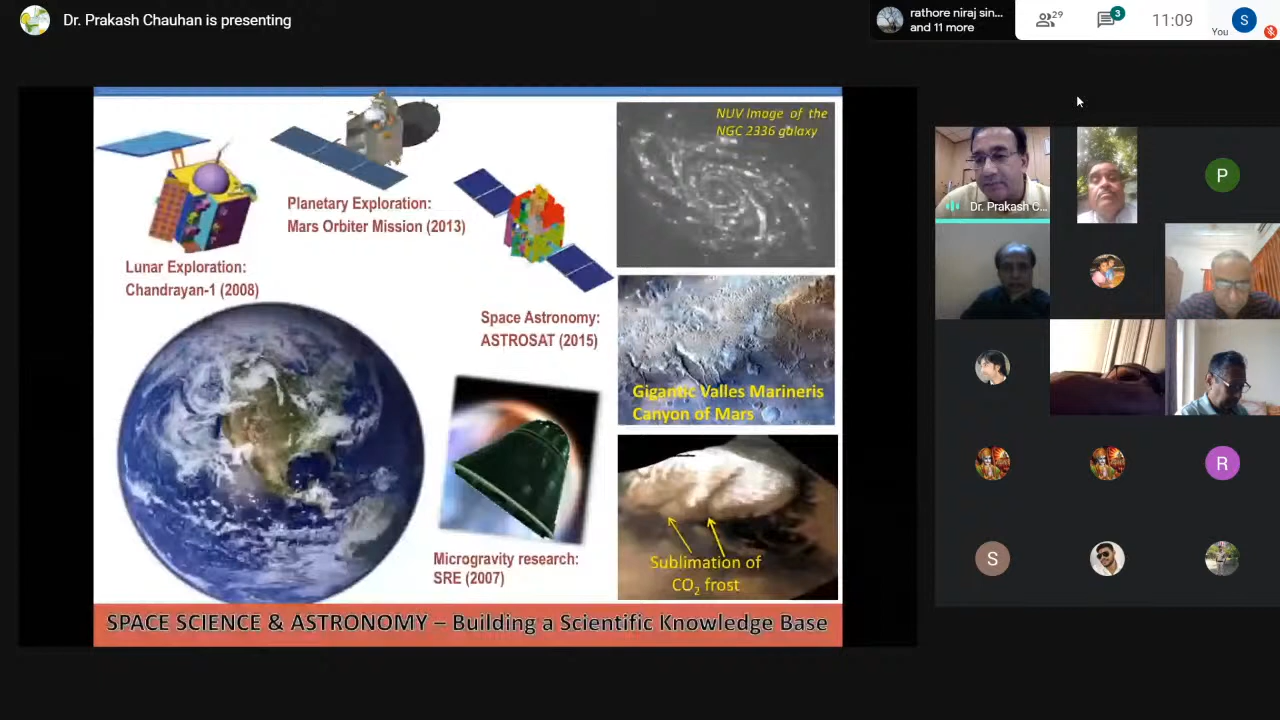 Dr. Prakash Chauhan is presenting
rathore niraj sin...
and 11 more
29
3
11:09
You
S
NUV Image of the
NGC 2336 galaxy
Planetary Exploration:
Mars Orbiter Mission (2013)
Lunar Exploration:
Chandrayan-1 (2008)
Space Astronomy:
ASTROSAT (2015)
Gigantic Valles Marineris
Canyon of Mars
Microgravity research:
SRE (2007)
Sublimation of
CO₂ frost
SPACE SCIENCE & ASTRONOMY – Building a Scientific Knowledge Base
Dr. Prakash C...
P
R
S